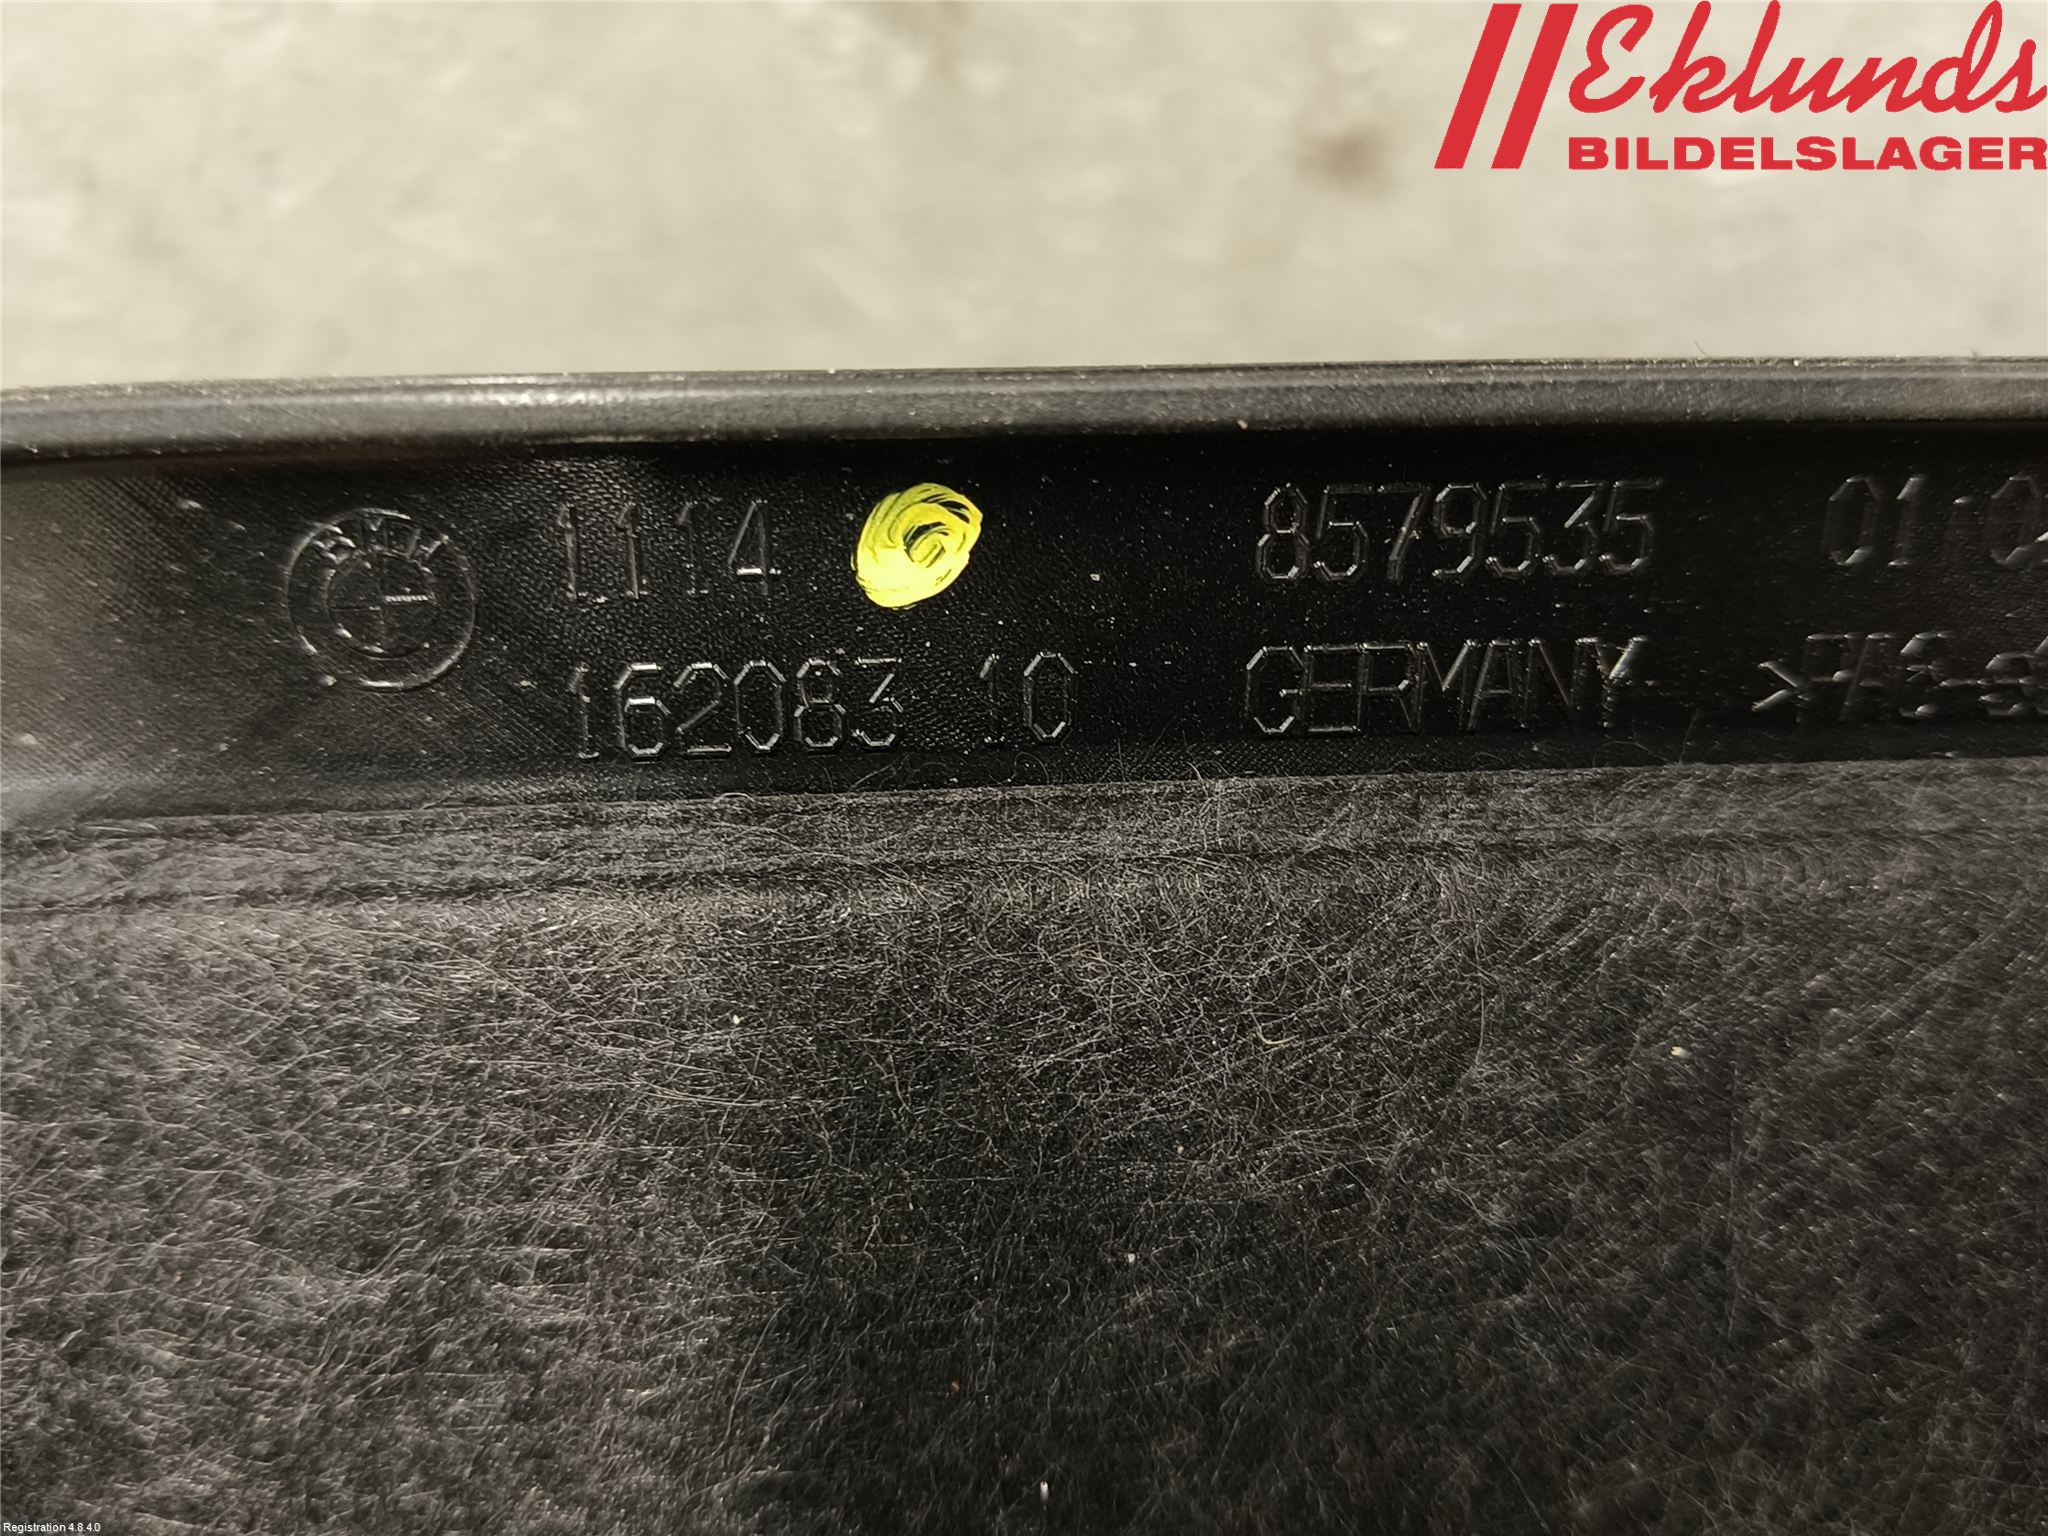 Eklunds
BILDELSLAGER
BMW
1114 8579535
162083 10 GERMANY
Registration 4.8.4.0